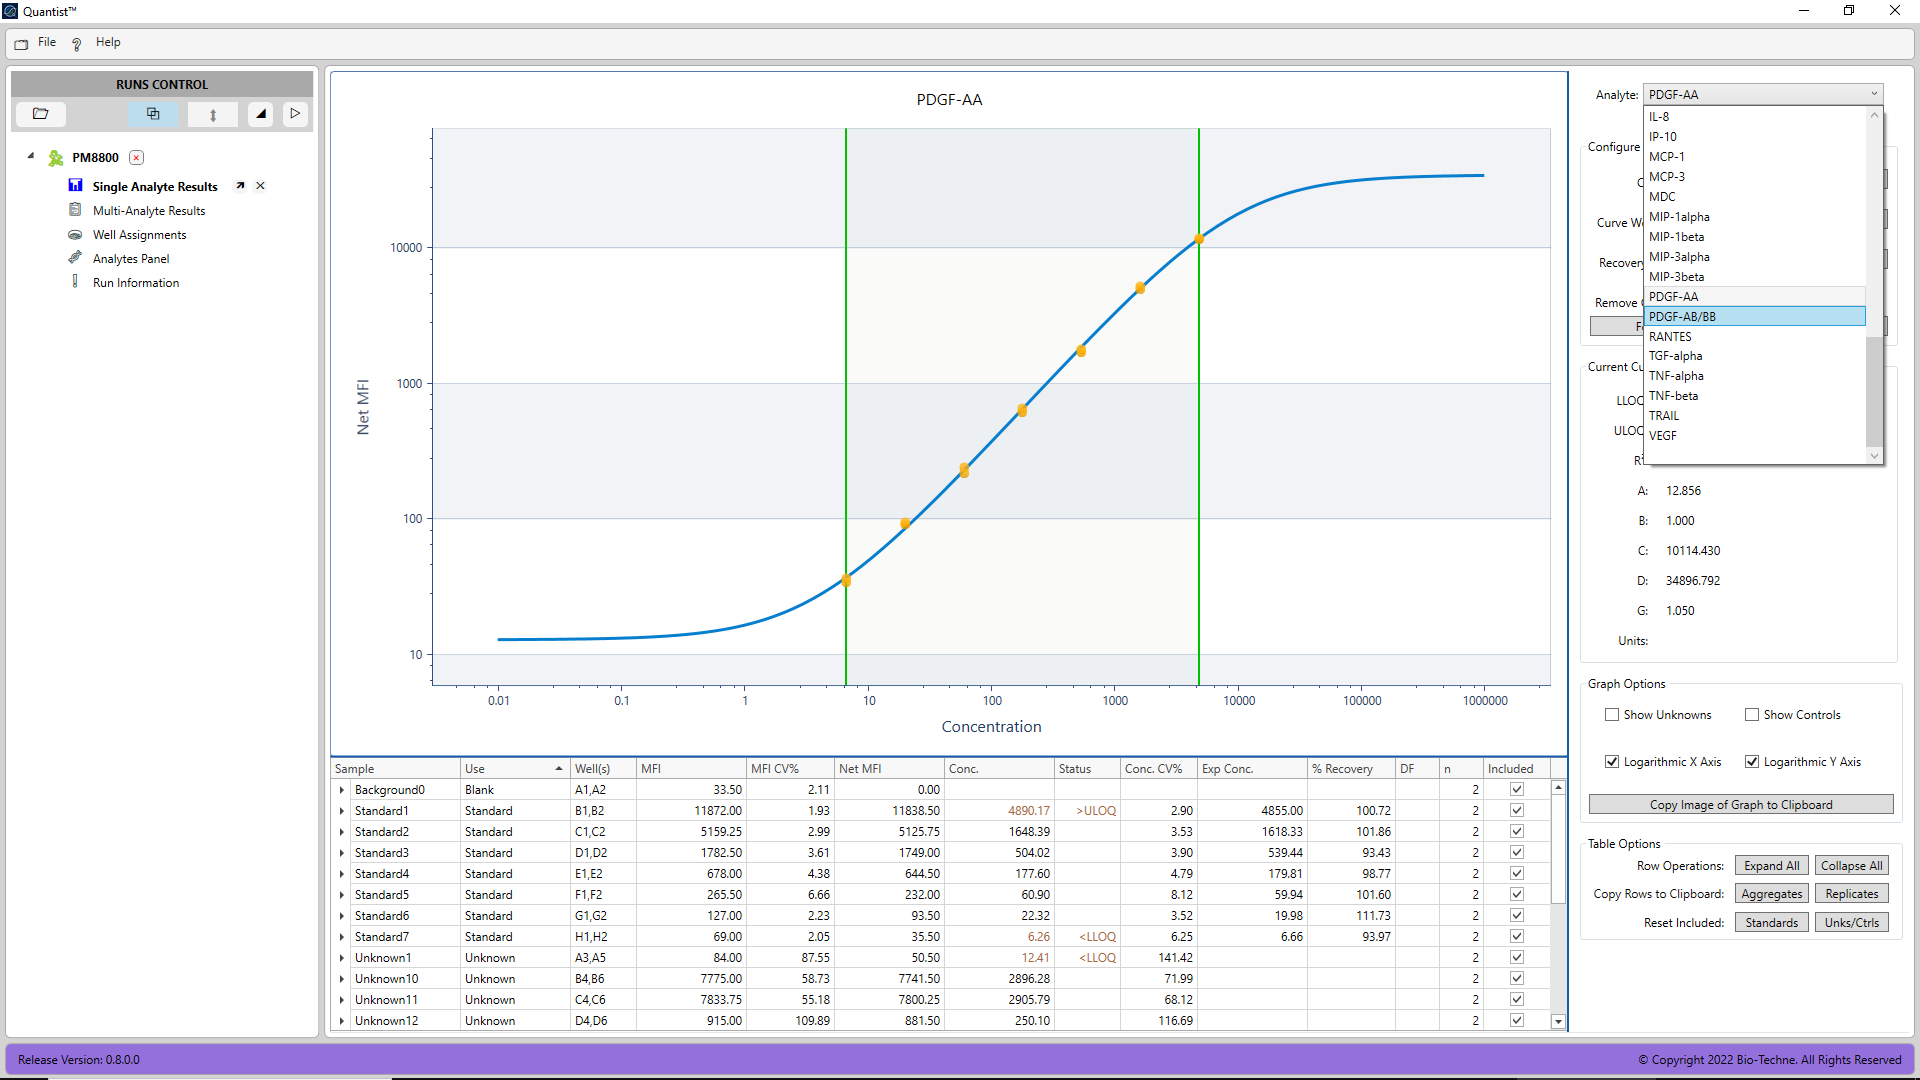 Quantist™
File Help
RUNS CONTROL
PM8800
Single Analyte Results
Multi-Analyte Results
Well Assignments
Analytes Panel
Run Information
PDGF-AA
Net MFI
10000
1000
100
10
0.01 0.1 1 10 100 1000 10000 100000 1000000
Concentration
Sample Use Well(s) MFI MFI CV% Net MFI Conc. Status Conc. CV% Exp Conc. % Recovery DF n Included
Background0 Blank A1,A2 33.50 2.11 0.00 2
Standard1 Standard B1,B2 11872.00 1.93 11838.50 4890.17 >ULOQ 2.90 4855.00 100.72 2
Standard2 Standard C1,C2 5159.25 2.99 5125.75 1648.39 3.53 1618.33 101.86 2
Standard3 Standard D1,D2 1782.50 3.61 1749.00 504.02 3.90 539.44 93.43 2
Standard4 Standard E1,E2 678.00 4.38 644.50 177.60 4.79 179.81 98.77 2
Standard5 Standard F1,F2 265.50 6.66 232.00 60.90 8.12 59.94 101.60 2
Standard6 Standard G1,G2 127.00 2.23 93.50 22.32 3.52 19.98 111.73 2
Standard7 Standard H1,H2 69.00 2.05 35.50 6.26 <LLOQ 6.25 6.66 93.97 2
Unknown1 Unknown A3,A5 84.00 87.55 50.50 12.41 <LLOQ 141.42 2
Unknown10 Unknown B4,B6 7775.00 58.73 7741.50 2896.28 71.99 2
Unknown11 Unknown C4,C6 7833.75 55.18 7800.25 2905.79 68.12 2
Unknown12 Unknown D4,D6 915.00 109.89 881.50 250.10 116.69 2
Analyte: PDGF-AA
IL-8
IP-10
MCP-1
MCP-3
MDC
MIP-1alpha
MIP-1beta
MIP-3alpha
MIP-3beta
PDGF-AA
PDGF-AB/BB
RANTES
TGF-alpha
TNF-alpha
TNF-beta
TRAIL
VEGF
Configure
Curve
Recovery
Remove
Current
LLOQ
ULOQ
A: 12.856
B: 1.000
C: 10114.430
D: 34896.792
G: 1.050
Units:
Graph Options
Show Unknowns Show Controls
Logarithmic X Axis Logarithmic Y Axis
Copy Image of Graph to Clipboard
Table Options
Row Operations: Expand All Collapse All
Copy Rows to Clipboard: Aggregates Replicates
Reset Included: Standards Unks/Ctrls
Release Version: 0.8.0.0
© Copyright 2022 Bio-Techne. All Rights Reserved